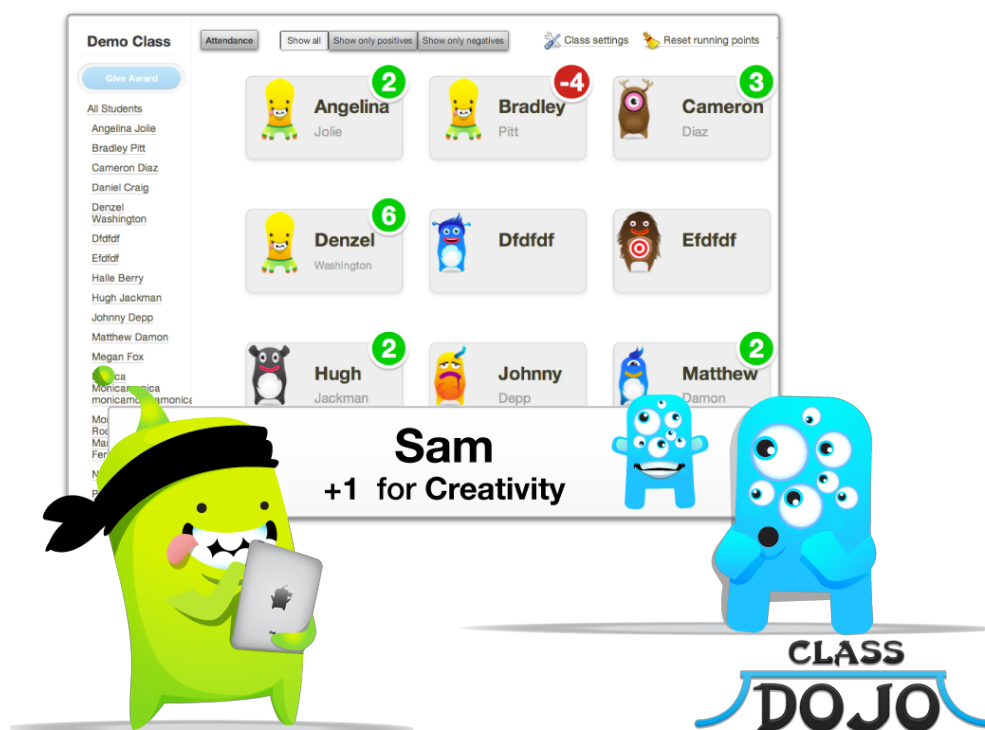 Demo Class
Attendance
Show all
Show only positives
Show only negatives
Class settings
Reset running points
Give Award
All Students
Angelina Jolie
Bradley Pitt
Cameron Diaz
Daniel Craig
Denzel
Washington
Dfdfdf
Efdfdf
Halle Berry
Hugh Jackman
Johnny Depp
Matthew Damon
Megan Fox
2
Angelina
Jolie
-4
Bradley
Pitt
3
Cameron
Diaz
6
Denzel
Washington
Dfdfdf
Efdfdf
2
Hugh
Jackman
Johnny
Depp
2
Matthew
Damon
Sam
+1 for Creativity
CLASS
DOJO